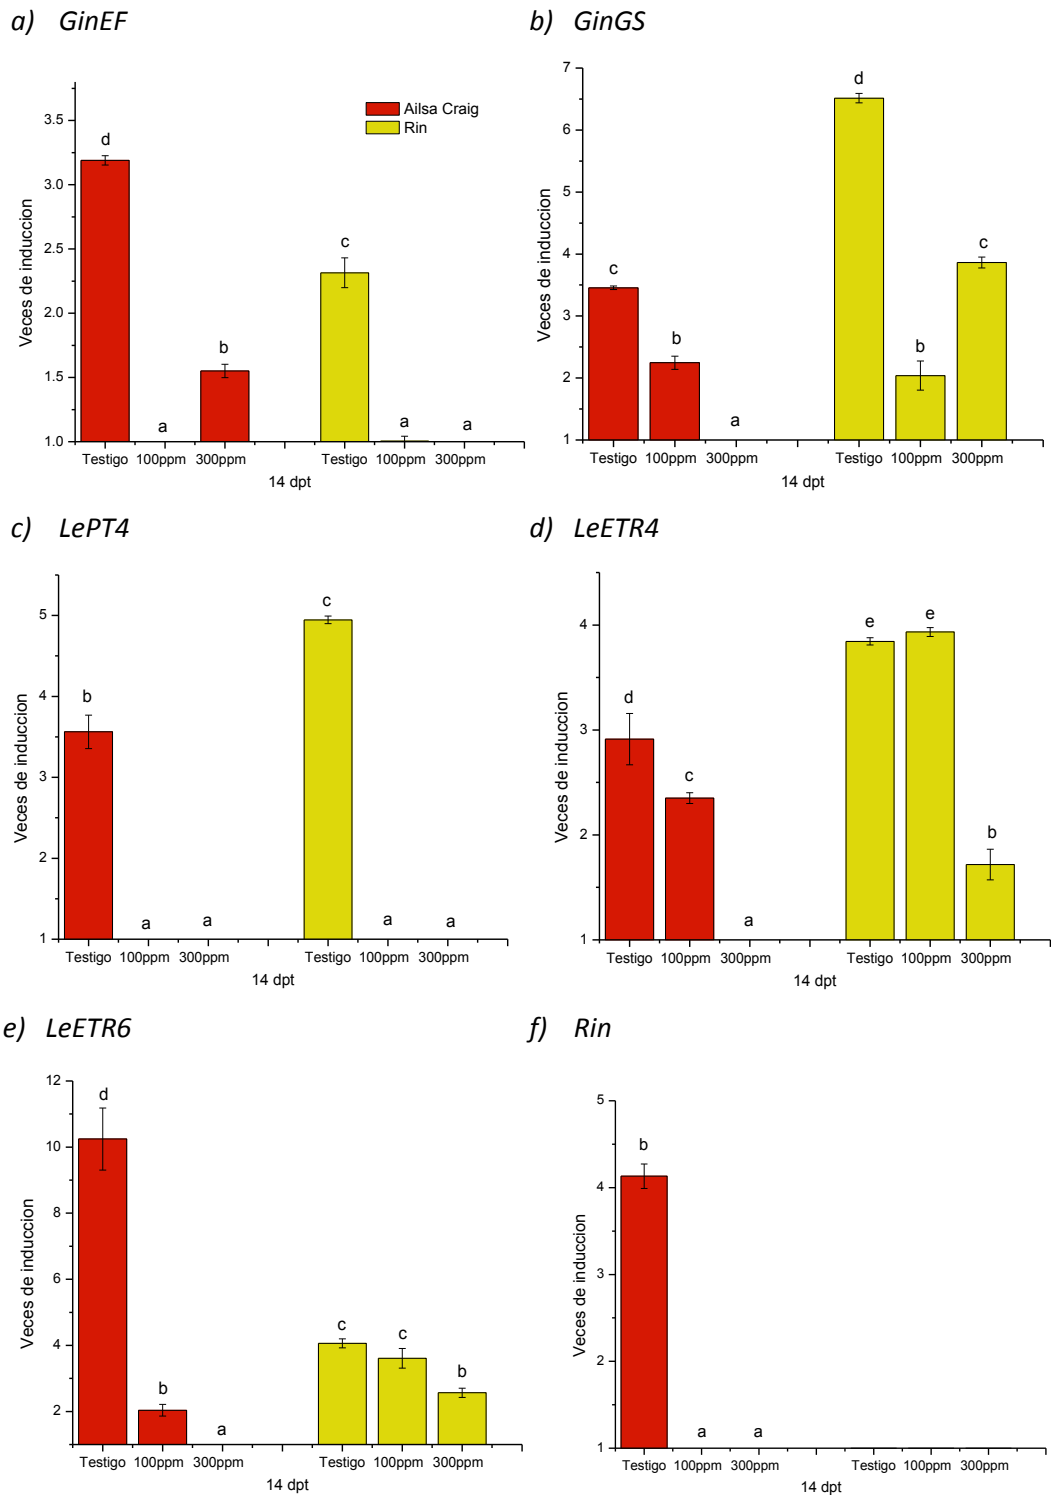 a) GinEF
b) GinGS
Veces de induccion
3.5
3.0
2.5
2.0
1.5
1.0
d
a
b
c
a
a
Ailsa Craig
Rin
Testigo 100ppm 300ppm
Testigo 100ppm 300ppm
14 dpt
Veces de induccion
7
6
5
4
3
2
1
c
b
a
d
b
c
Testigo 100ppm 300ppm
Testigo 100ppm 300ppm
14 dpt
c) LePT4
d) LeETR4
Veces de induccion
5
4
3
2
1
b
a
a
c
a
a
Testigo 100ppm 300ppm
Testigo 100ppm 300ppm
14 dpt
Veces de induccion
4
3
2
1
d
c
a
e
e
b
Testigo 100ppm 300ppm
Testigo 100ppm 300ppm
14 dpt
e) LeETR6
f) Rin
Veces de induccion
12
10
8
6
4
2
d
b
a
c
c
b
Testigo 100ppm 300ppm
Testigo 100ppm 300ppm
14 dpt
Veces de induccion
5
4
3
2
1
b
a
a
Testigo 100ppm 300ppm
Testigo 100ppm 300ppm
14 dpt